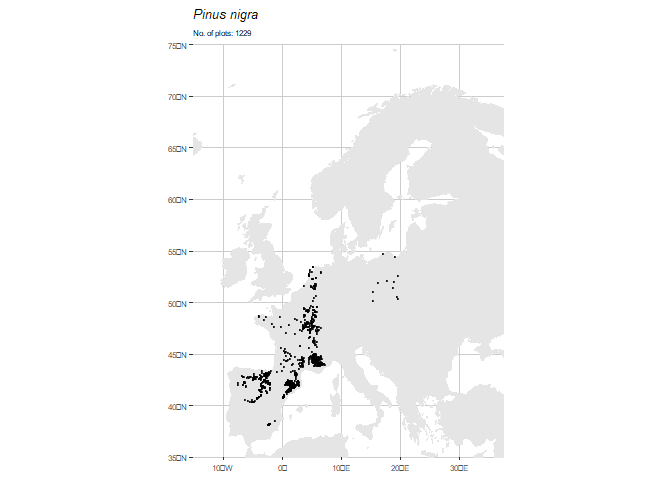 Pinus nigra
No. of plots: 1229
75□N
70□N
65□N
60□N
55□N
50□N
45□N
40□N
35□N
10□W 0□ 10□E 20□E 30□E